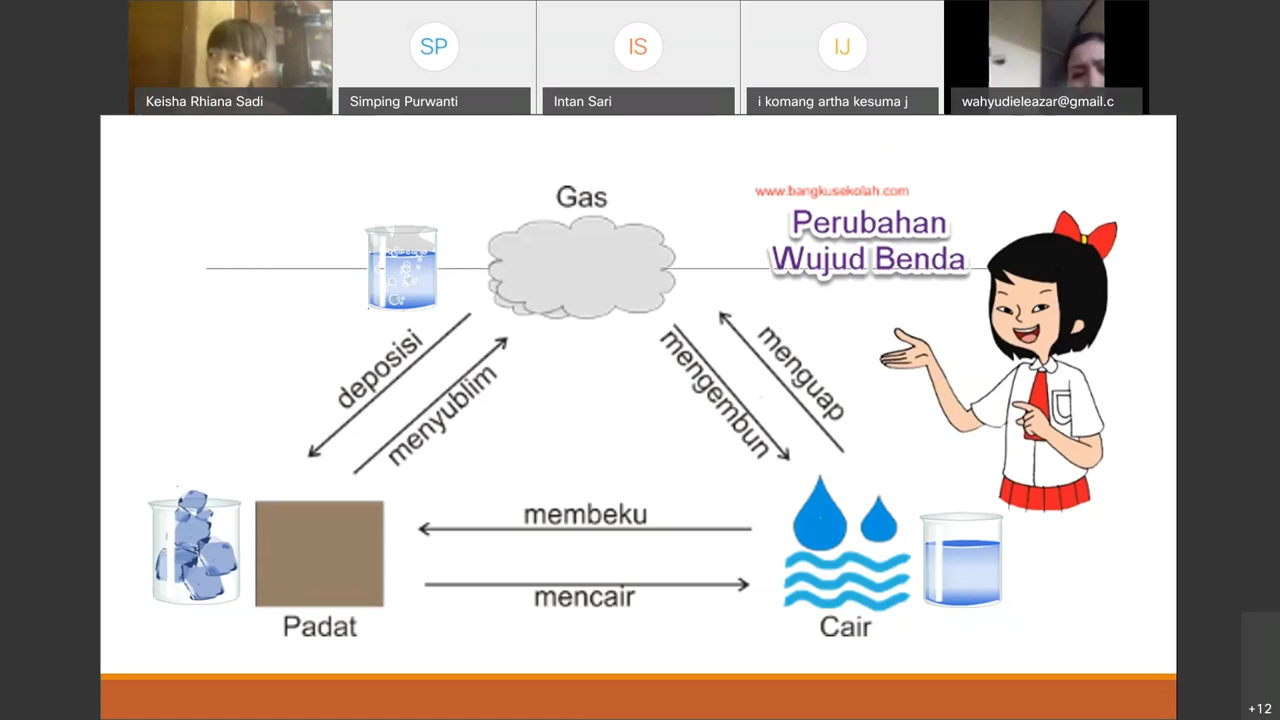 SP
IS
IJ
Keisha Rhiana Sadi
Simping Purwanti
Intan Sari
i komang artha kesuma j
wahyudieleazar@gmail.c
Gas
www.bangkusekolah.com
Perubahan
Wujud Benda
deposisi
menyublim
mengembun
menguap
membeku
mencair
Padat
Cair
+12